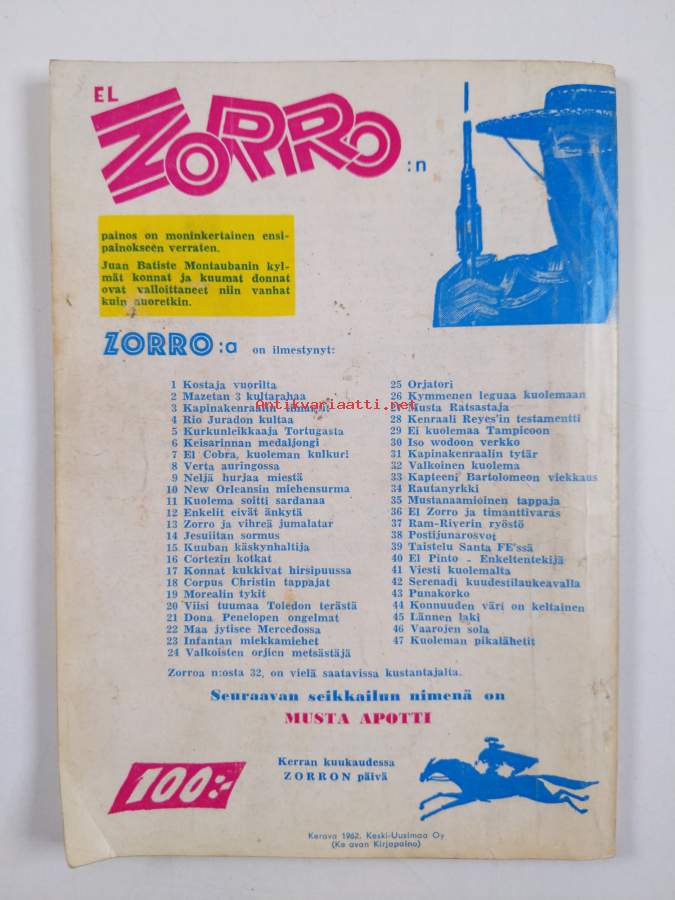 EL
ZORRO:n
painos on moninkertainen ensi-
painokseen verraten.
Juan Batiste Montaubanin kyl-
mät konnat ja kuumat donnat
ovat valloittaneet niin vanhat
kuin nuoretkin.
ZORRO:a on ilmestynyt:
1 Kostaja vuorilta
2 Mazetan 3 kultarahaa
3 Kapinakenraalin
4 Rio Juradon kultaa
5 Kurkunleikkaaja Tortugasta
6 Keisarinnan medaljongi
7 El Cobra, kuoleman kulkur!
8 Verta auringossa
9 Neljä hurjaa miestä
10 New Orleansin miehensurma
11 Kuolema soitti sardanaa
12 Enkelit eivät änkytä
13 Zorro ja vihreä jumalatar
14 Jesuiitan sormus
15 Kuuban käskynhaltija
16 Cortezin kotkat
17 Konnat kukkivat hirsipuussa
18 Corpus Christin tappajat
19 Morealin tykit
20 Viisi tuumaa Toledon terästä
21 Dona Penelopen ongelmat
22 Maa jytisee Mercedossa
23 Infantan miekkamiehet
24 Valkoisten orjien metsästäjä
25 Orjatori
26 Kymmenen leguaa kuolemaan
27 Musta Ratsastaja
28 Kenraali Reyes'in testamentti
29 Ei kuolemaa Tampicoon
30 Iso wodoon verkko
31 Kapinakenraalin tytär
32 Valkoinen kuolema
33 Kapteeni Bartolomeon viekkaus
34 Rautanyrkki
35 Mustanaamioinen tappaja
36 El Zorro ja timanttivaras
37 Ram-Riverin ryöstö
38 Postijunarosvot
39 Taistelu Santa FE'ssä
40 El Pinto - Enkeltentekijä
41 Viesti kuolemalta
42 Serenadi kuudestilaukeavalla
43 Punakorko
44 Konnuuden väri on keltainen
45 Lännen laki
46 Vaarojen sola
47 Kuoleman pikalähetit
Antikvariaatti.net
Zorroa n:osta 32, on vielä saatavissa kustantajalta.
Seuraavan seikkailun nimenä on
MUSTA APOTTI
100:-
Kerran kuukaudessa
ZORRON päivä
Kerava 1962, Keski-Uusimaa Oy
(Ke avan Kirjapaino)